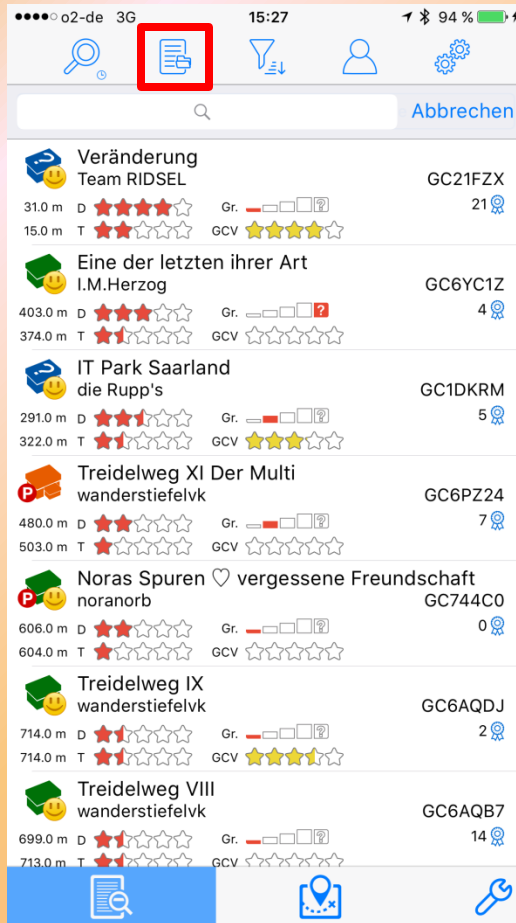 o2-de 3G 15:27 94 %
Abbrechen
Veränderung
Team RIDSEL GC21FZX
31.0 m D Gr. ? 21
15.0 m T GCV
Eine der letzten ihrer Art
I.M.Herzog GC6YC1Z
403.0 m D Gr. ? 4
374.0 m T GCV
IT Park Saarland
die Rupp's GC1DKRM
291.0 m D Gr. ? 5
322.0 m T GCV
P
Treidelweg XI Der Multi
wanderstiefelvk GC6PZ24
480.0 m D Gr. ? 7
503.0 m T GCV
P
Noras Spuren ♡ vergessene Freundschaft
noranorb GC744C0
606.0 m D Gr. ? 0
604.0 m T GCV
Treidelweg IX
wanderstiefelvk GC6AQDJ
714.0 m D Gr. ? 2
714.0 m T GCV
Treidelweg VIII
wanderstiefelvk GC6AQB7
699.0 m D Gr. ? 14
713.0 m T GCV